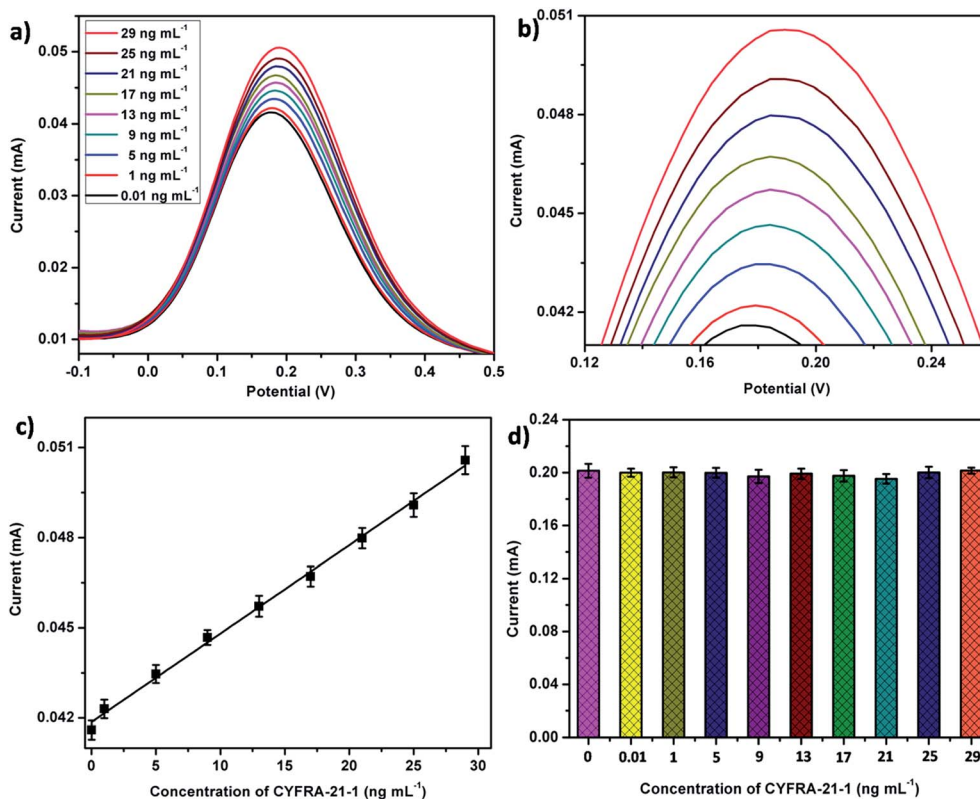 a)
29 ng mL⁻¹
25 ng mL⁻¹
21 ng mL⁻¹
17 ng mL⁻¹
13 ng mL⁻¹
9 ng mL⁻¹
5 ng mL⁻¹
1 ng mL⁻¹
0.01 ng mL⁻¹
0.05
0.04
0.03
0.02
0.01
Current (mA)
-0.1 0.0 0.1 0.2 0.3 0.4 0.5
Potential (V)
b)
0.051
0.048
0.045
0.042
Current (mA)
0.12 0.16 0.20 0.24
Potential (V)
c)
0.051
0.048
0.045
0.042
Current (mA)
0 5 10 15 20 25 30
Concentration of CYFRA-21-1 (ng mL⁻¹)
d)
0.24
0.20
0.16
0.12
0.08
0.04
0.00
Current (mA)
0 0.01 1 5 9 13 17 21 25 29
Concentration of CYFRA-21-1 (ng mL⁻¹)